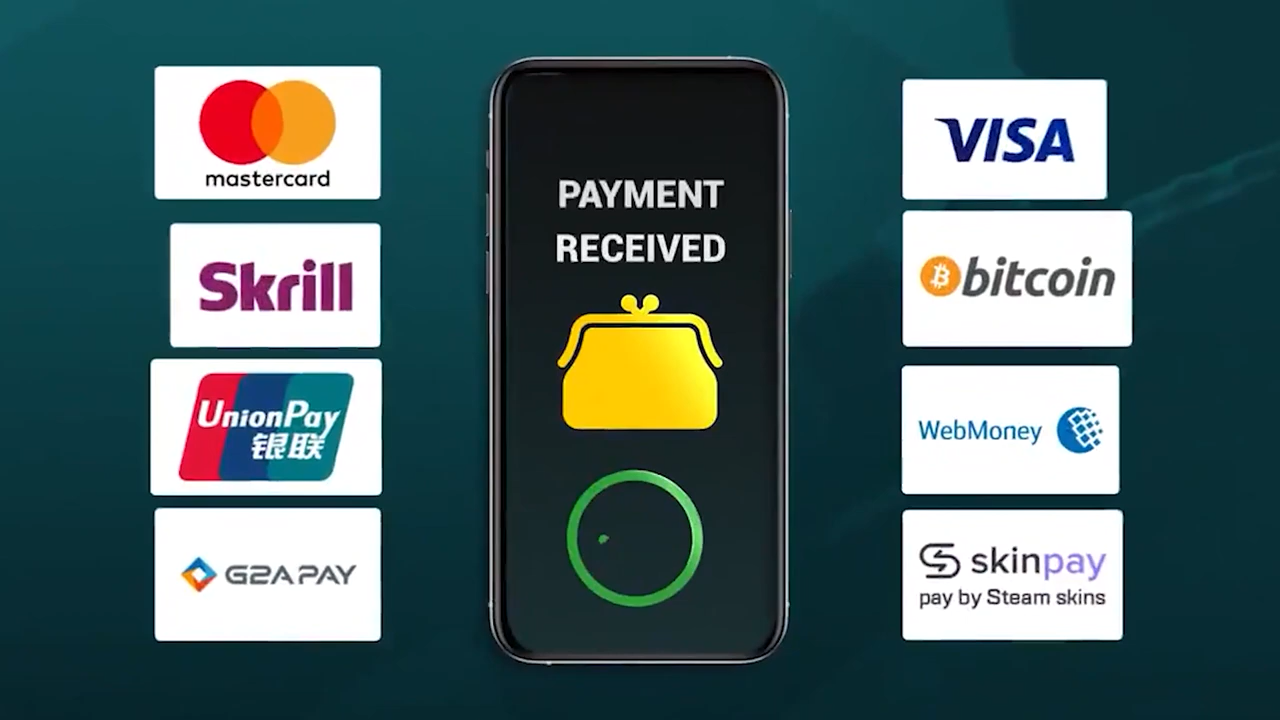 mastercard
Skrill
UnionPay
银联
G2A PAY
PAYMENT
RECEIVED
VISA
bitcoin
WebMoney
skinpay
pay by Steam skins